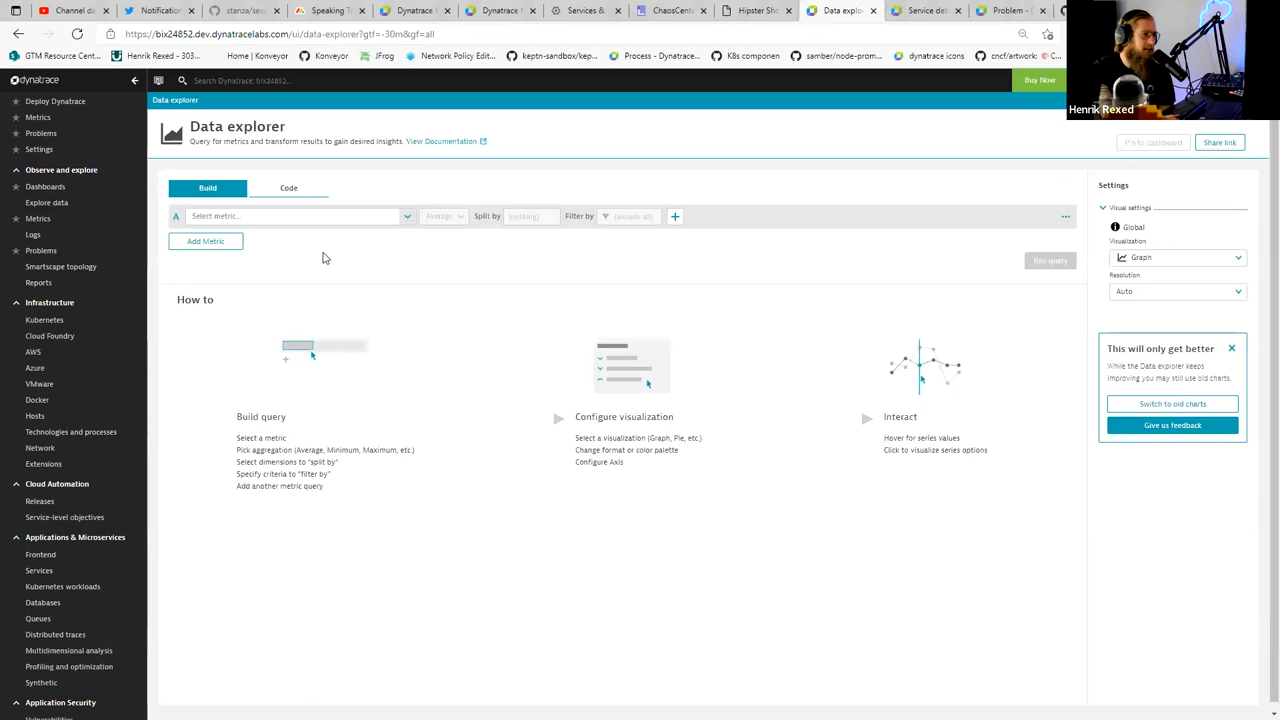 Channel da
Notification
stanza/seve
Speaking Tr
Dynatrace
Dynatrace
Services &
ChaosCente
Hipster Sho
Data explo
Service det
Problem - D
https://bix24852.dev.dynatracelabs.com/ui/data-explorer?gtf=-30m&gf=all
GTM Resource Cent...
Henrik Rexed - 303...
Home | Konveyor
Konveyor
JFrog
Network Policy Edit...
keptn-sandbox/kep...
Process - Dynatrace...
K8s componen
samber/node-prom...
dynatrace icons
cncf/artwork:
dynatrace
Search Dynatrace: bix24852...
Buy Now
Henrik Rexed
Deploy Dynatrace
Metrics
Problems
Settings
Observe and explore
Dashboards
Explore data
Metrics
Logs
Problems
Smartscape topology
Reports
Infrastructure
Kubernetes
Cloud Foundry
AWS
Azure
VMware
Docker
Hosts
Technologies and processes
Network
Extensions
Cloud Automation
Releases
Service-level objectives
Applications & Microservices
Frontend
Services
Kubernetes workloads
Databases
Queues
Distributed traces
Multidimensional analysis
Profiling and optimization
Synthetic
Application Security
Vulnerabilities
Data explorer
Data explorer
Query for metrics and transform results to gain desired insights. View Documentation
Pin to dashboard
Share link
Build
Code
A
Select metric...
Average
Split by
(nothing)
Filter by
(include all)
+
...
Add Metric
Run query
How to
Build query
Select a metric
Pick aggregation (Average, Minimum, Maximum, etc.)
Select dimensions to "split by"
Specify criteria to "filter by"
Add another metric query
Configure visualization
Select a visualization (Graph, Pie, etc.)
Change format or color palette
Configure Axis
Interact
Hover for series values
Click to visualize series options
Settings
Visual settings
Global
Visualization
Graph
Resolution
Auto
This will only get better
While the Data explorer keeps
improving you may still use old charts.
Switch to old charts
Give us feedback